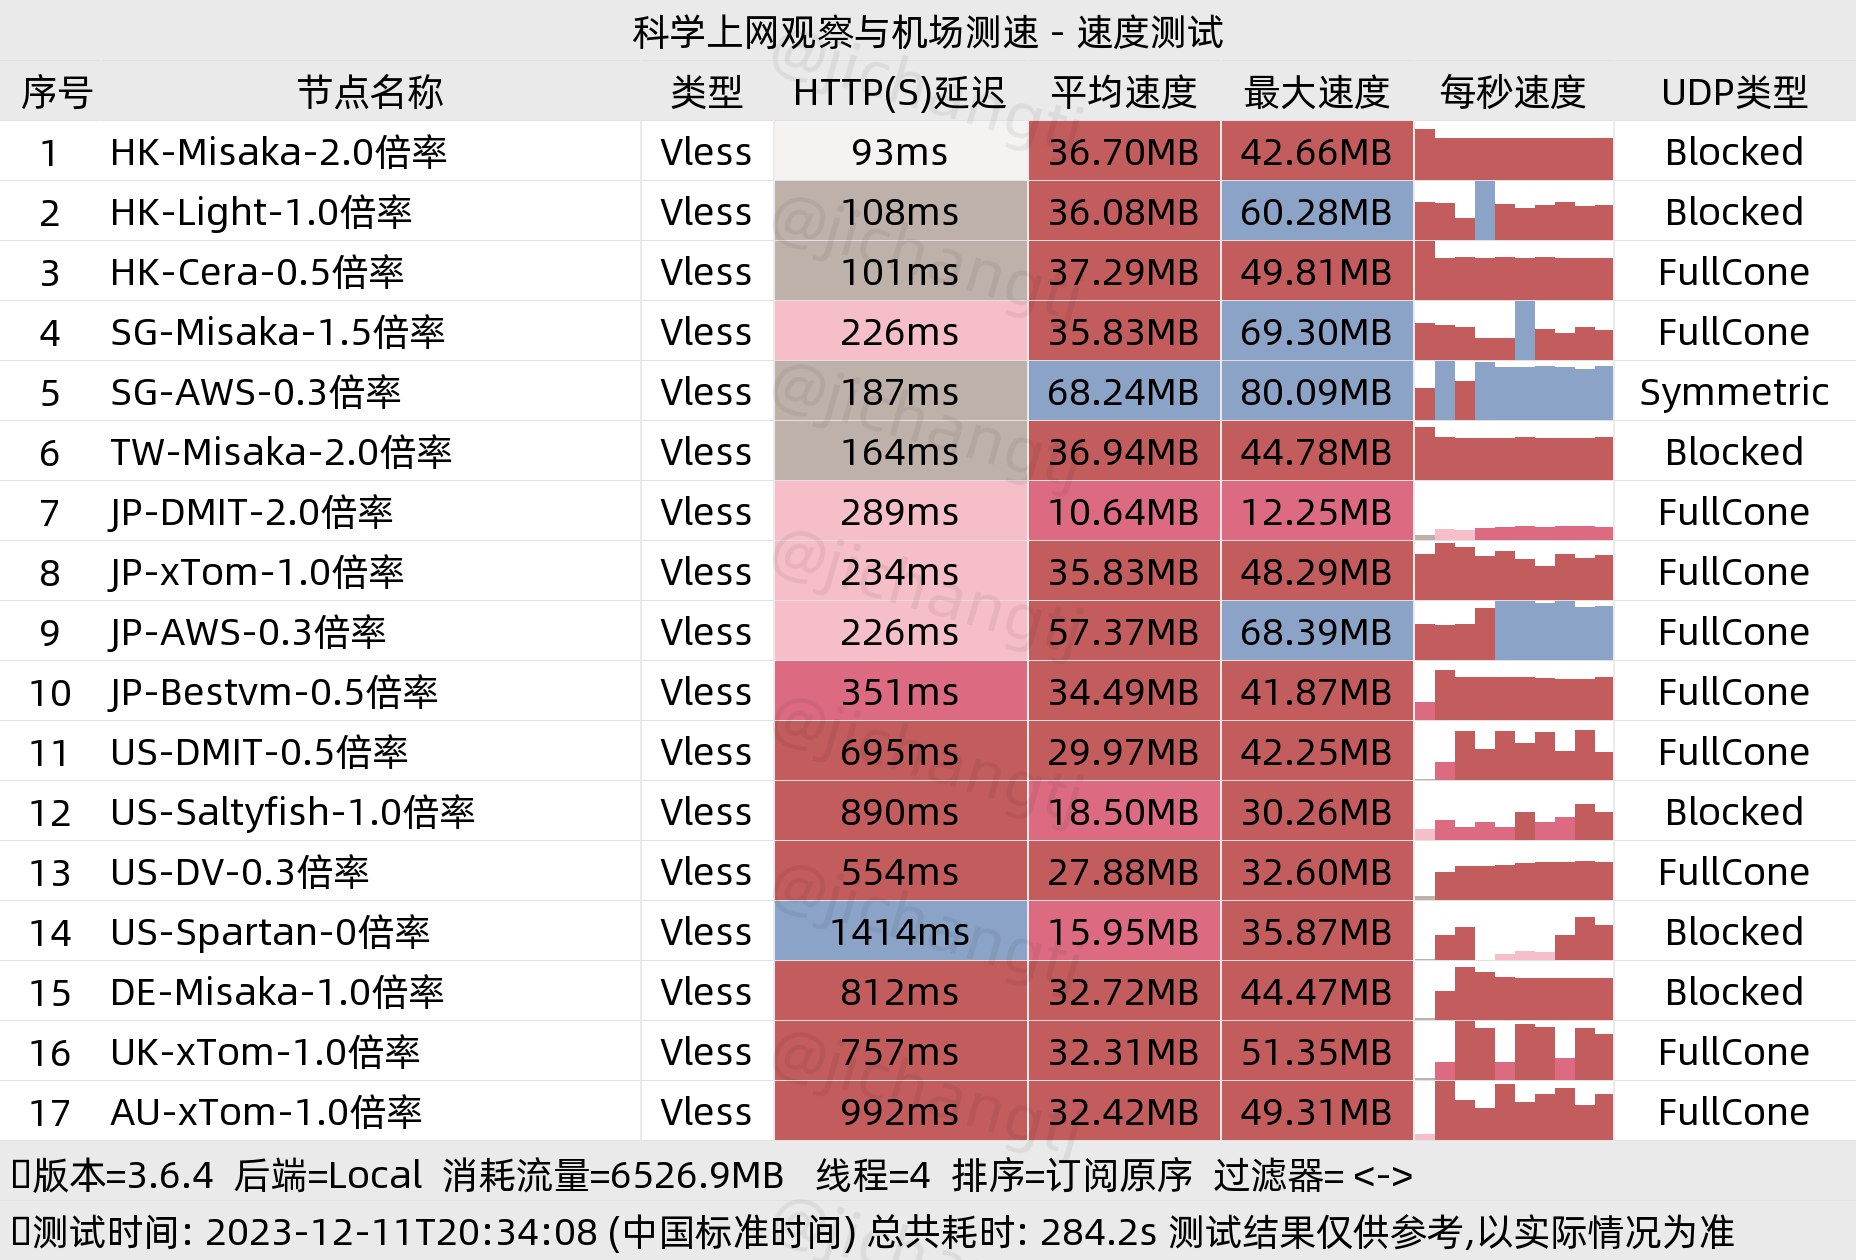 科学上网观察与机场测速 - 速度测试
序号 节点名称 类型 HTTP(S)延迟 平均速度 最大速度 每秒速度 UDP类型
1 HK-Misaka-2.0倍率 Vless 93ms 36.70MB 42.66MB Blocked
2 HK-Light-1.0倍率 Vless 108ms 36.08MB 60.28MB Blocked
3 HK-Cera-0.5倍率 Vless 101ms 37.29MB 49.81MB FullCone
4 SG-Misaka-1.5倍率 Vless 226ms 35.83MB 69.30MB FullCone
5 SG-AWS-0.3倍率 Vless 187ms 68.24MB 80.09MB Symmetric
6 TW-Misaka-2.0倍率 Vless 164ms 36.94MB 44.78MB Blocked
7 JP-DMIT-2.0倍率 Vless 289ms 10.64MB 12.25MB FullCone
8 JP-xTom-1.0倍率 Vless 234ms 35.83MB 48.29MB FullCone
9 JP-AWS-0.3倍率 Vless 226ms 57.37MB 68.39MB FullCone
10 JP-Bestvm-0.5倍率 Vless 351ms 34.49MB 41.87MB FullCone
11 US-DMIT-0.5倍率 Vless 695ms 29.97MB 42.25MB FullCone
12 US-Saltyfish-1.0倍率 Vless 890ms 18.50MB 30.26MB Blocked
13 US-DV-0.3倍率 Vless 554ms 27.88MB 32.60MB FullCone
14 US-Spartan-0倍率 Vless 1414ms 15.95MB 35.87MB Blocked
15 DE-Misaka-1.0倍率 Vless 812ms 32.72MB 44.47MB Blocked
16 UK-xTom-1.0倍率 Vless 757ms 32.31MB 51.35MB FullCone
17 AU-xTom-1.0倍率 Vless 992ms 32.42MB 49.31MB FullCone
版本=3.6.4 后端=Local 消耗流量=6526.9MB 线程=4 排序=订阅原序 过滤器= <->
测试时间: 2023-12-11T20:34:08 (中国标准时间) 总共耗时: 284.2s 测试结果仅供参考,以实际情况为准
@jichangtj
@jichangtj
@jichangtj
@jichangtj
@jichangtj
@jichangtj
@jichangtj